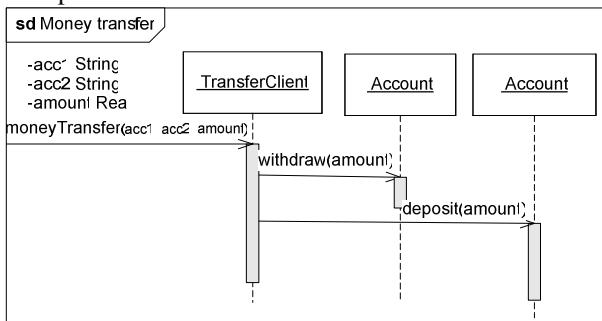 sd Money transfer
-acc1 String
-acc2 String
-amount Rea
TransferClient
Account
Account
moneyTransfer(acc1 acc2 amount)
withdraw(amount)
deposit(amount)